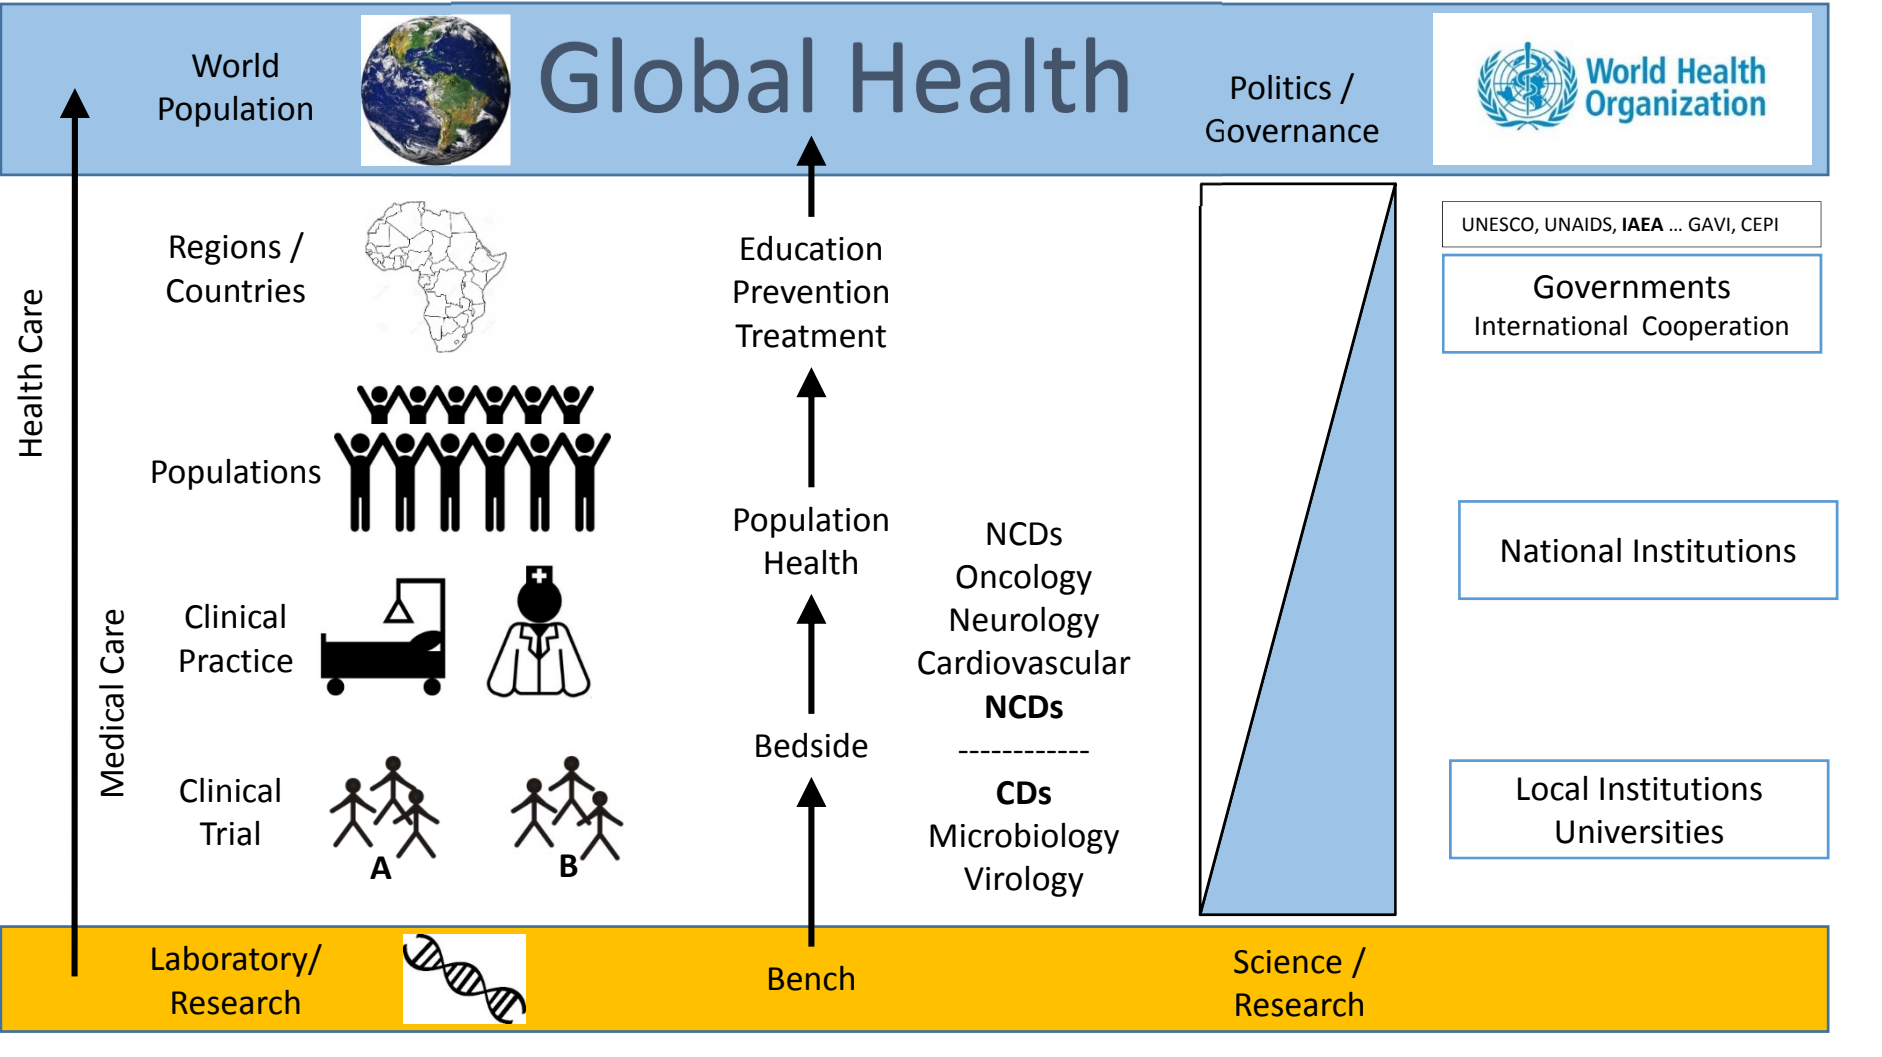 World
Population
Global Health
Politics /
Governance
World Health
Organization
Health Care
Medical Care
Regions /
Countries
Education
Prevention
Treatment
UNESCO, UNAIDS, IAEA ... GAVI, CEPI
Governments
International Cooperation
Populations
Population
Health
NCDs
Oncology
Neurology
Cardiovascular
NCDs
------------
CDs
Microbiology
Virology
National Institutions
Clinical
Practice
Bedside
Clinical
Trial
A
B
Local Institutions
Universities
Laboratory/
Research
Bench
Science /
Research